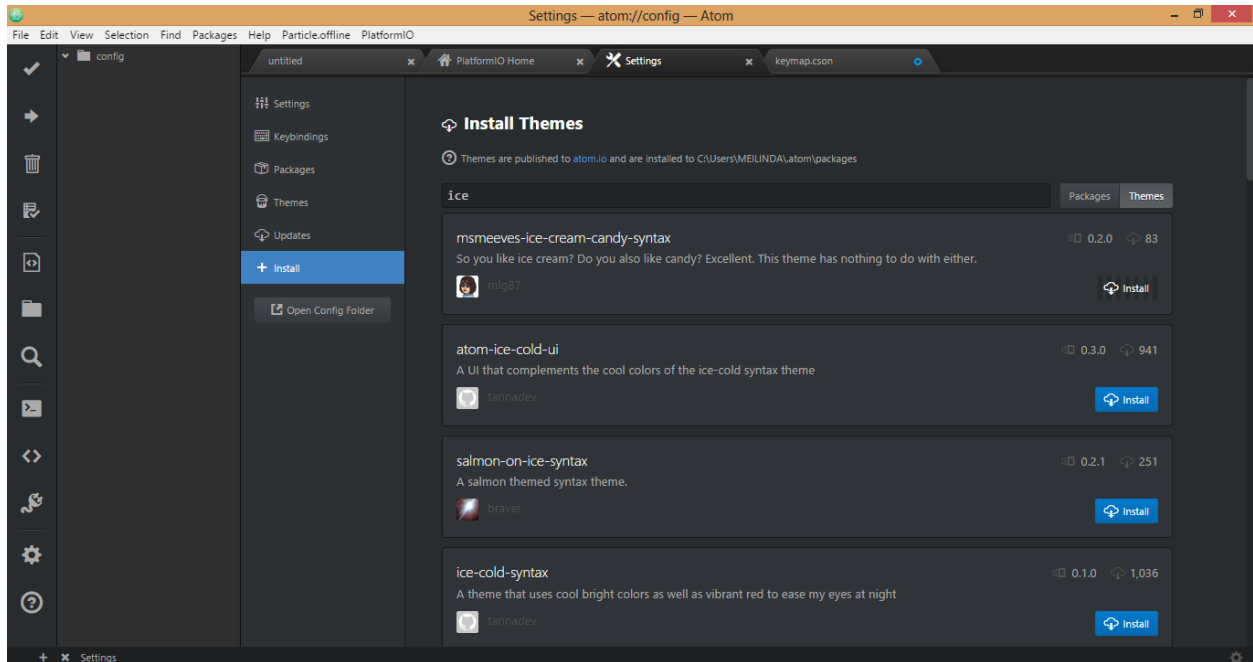 Settings — atom://config — Atom
File Edit View Selection Find Packages Help Particle.offline PlatformIO
config
untitled
PlatformIO Home
Settings
keymap.cson
Settings
Keybindings
Packages
Themes
Updates
Install
Open Config Folder
Install Themes
Themes are published to atom.io and are installed to C:\Users\MEILINDA\.atom\packages
ice
Packages Themes
msmeeves-ice-cream-candy-syntax
0.2.0 83
So you like ice cream? Do you also like candy? Excellent. This theme has nothing to do with either.
mlg87
Install
atom-ice-cold-ui
0.3.0 941
A UI that complements the cool colors of the ice-cold syntax theme
tannadev
Install
salmon-on-ice-syntax
0.2.1 251
A salmon themed syntax theme.
braver
Install
ice-cold-syntax
0.1.0 1,036
A theme that uses cool bright colors as well as vibrant red to ease my eyes at night
tannadev
Install
Settings